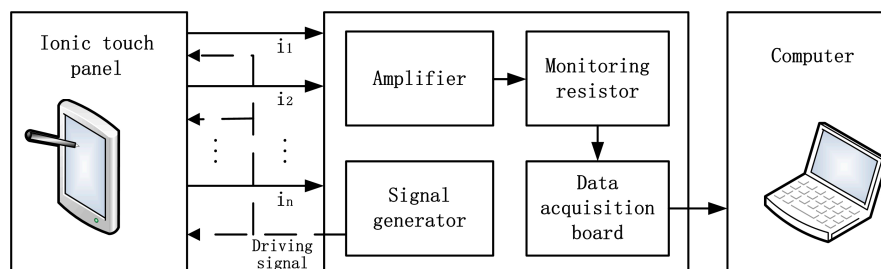 Ionic touch
panel
i1
i2
⋮ ⋮
in
Driving
signal
Amplifier
Monitoring
resistor
Signal
generator
Data
acquisition
board
Computer